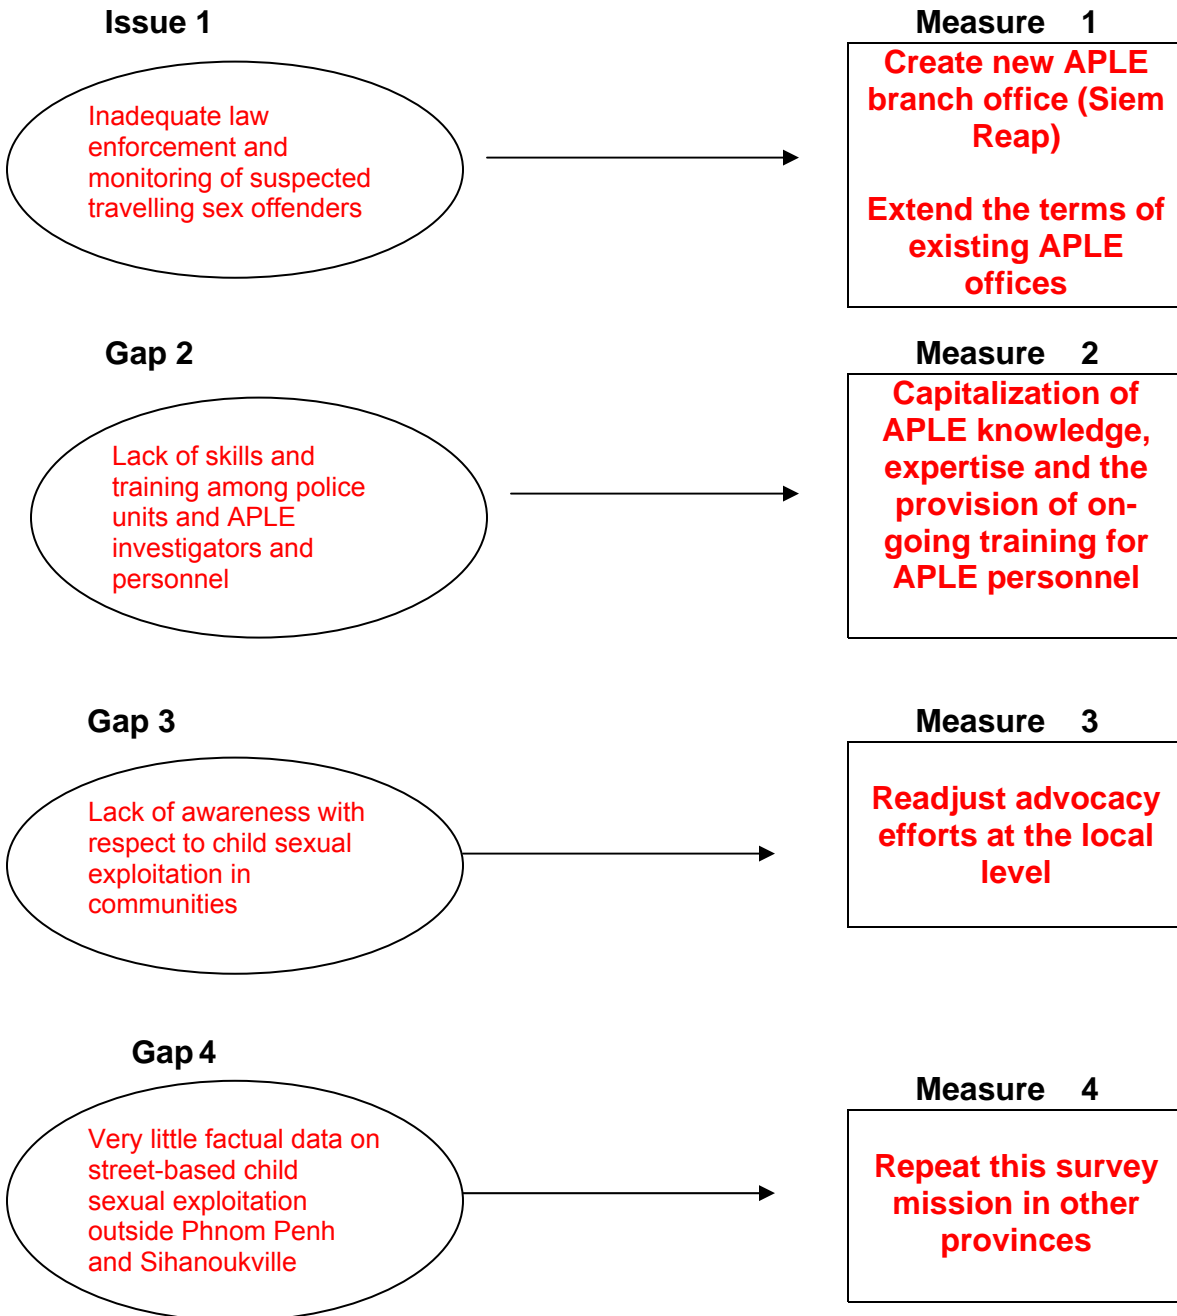 Issue 1
Measure 1
Inadequate law
enforcement and
monitoring of suspected
travelling sex offenders
Create new APLE
branch office (Siem
Reap)
Extend the terms of
existing APLE
offices
Gap 2
Measure 2
Lack of skills and
training among police
units and APLE
investigators and
personnel
Capitalization of
APLE knowledge,
expertise and the
provision of on-
going training for
APLE personnel
Gap 3
Measure 3
Lack of awareness with
respect to child sexual
exploitation in
communities
Readjust advocacy
efforts at the local
level
Gap 4
Measure 4
Very little factual data on
street-based child
sexual exploitation
outside Phnom Penh
and Sihanoukville
Repeat this survey
mission in other
provinces